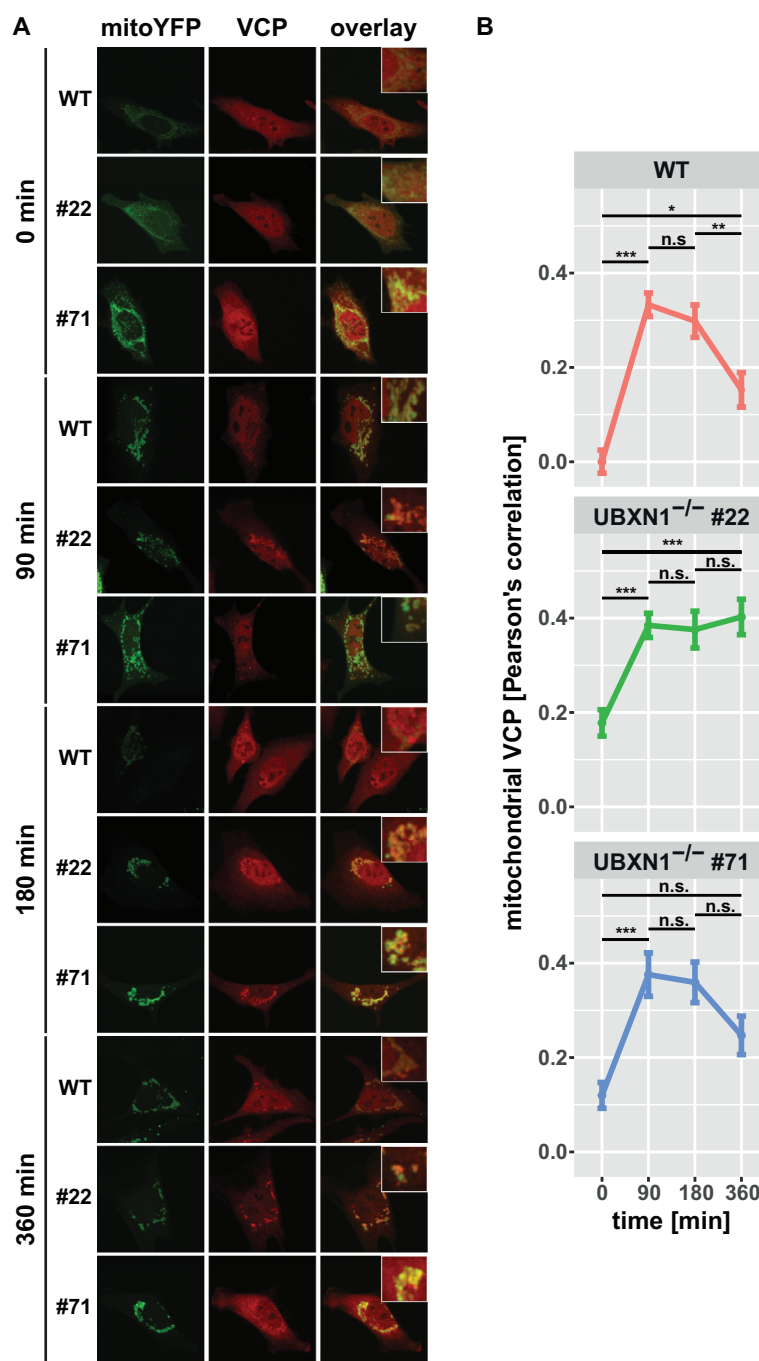 A
mitoYFP VCP overlay
0 min
WT
#22
#71
90 min
WT
#22
#71
180 min
WT
#22
#71
360 min
WT
#22
#71
B
mitochondrial VCP [Pearson's correlation]
WT
*
***
n.s
**
0.4
0.2
0.0
UBXN1−/− #22
***
***
n.s.
n.s.
0.4
0.2
0.0
UBXN1−/− #71
n.s.
***
n.s.
n.s.
0.4
0.2
0.0
0 90 180 360
time [min]